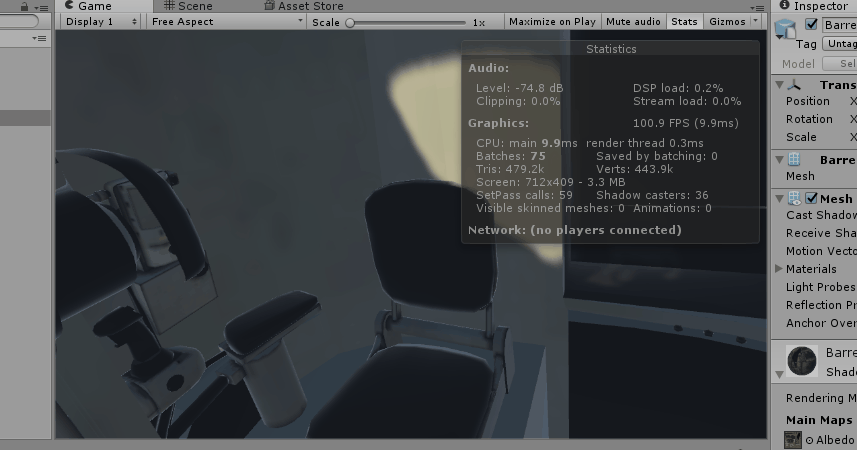 Game
Scene
Asset Store
Inspector
Display 1
Free Aspect
Scale
1x
Maximize on Play
Mute audio
Stats
Gizmos
Barre
Tag
Untag
Model
Sel
Statistics
Audio:
Level: -74.8 dB DSP load: 0.2%
Clipping: 0.0% Stream load: 0.0%
Graphics: 100.9 FPS (9.9ms)
CPU: main 9.9ms render thread 0.3ms
Batches: 75 Saved by batching: 0
Tris: 479.2k Verts: 443.9k
Screen: 712x409 - 3.3 MB
SetPass calls: 59 Shadow casters: 36
Visible skinned meshes: 0 Animations: 0
Network: (no players connected)
Trans
Position X
Rotation X
Scale X
Barre
Mesh
Mesh
Cast Shadow
Receive Sha
Motion Vecto
Materials
Light Probes
Reflection Pr
Anchor Over
Barre
Shade
Rendering M
Main Maps
Albedo